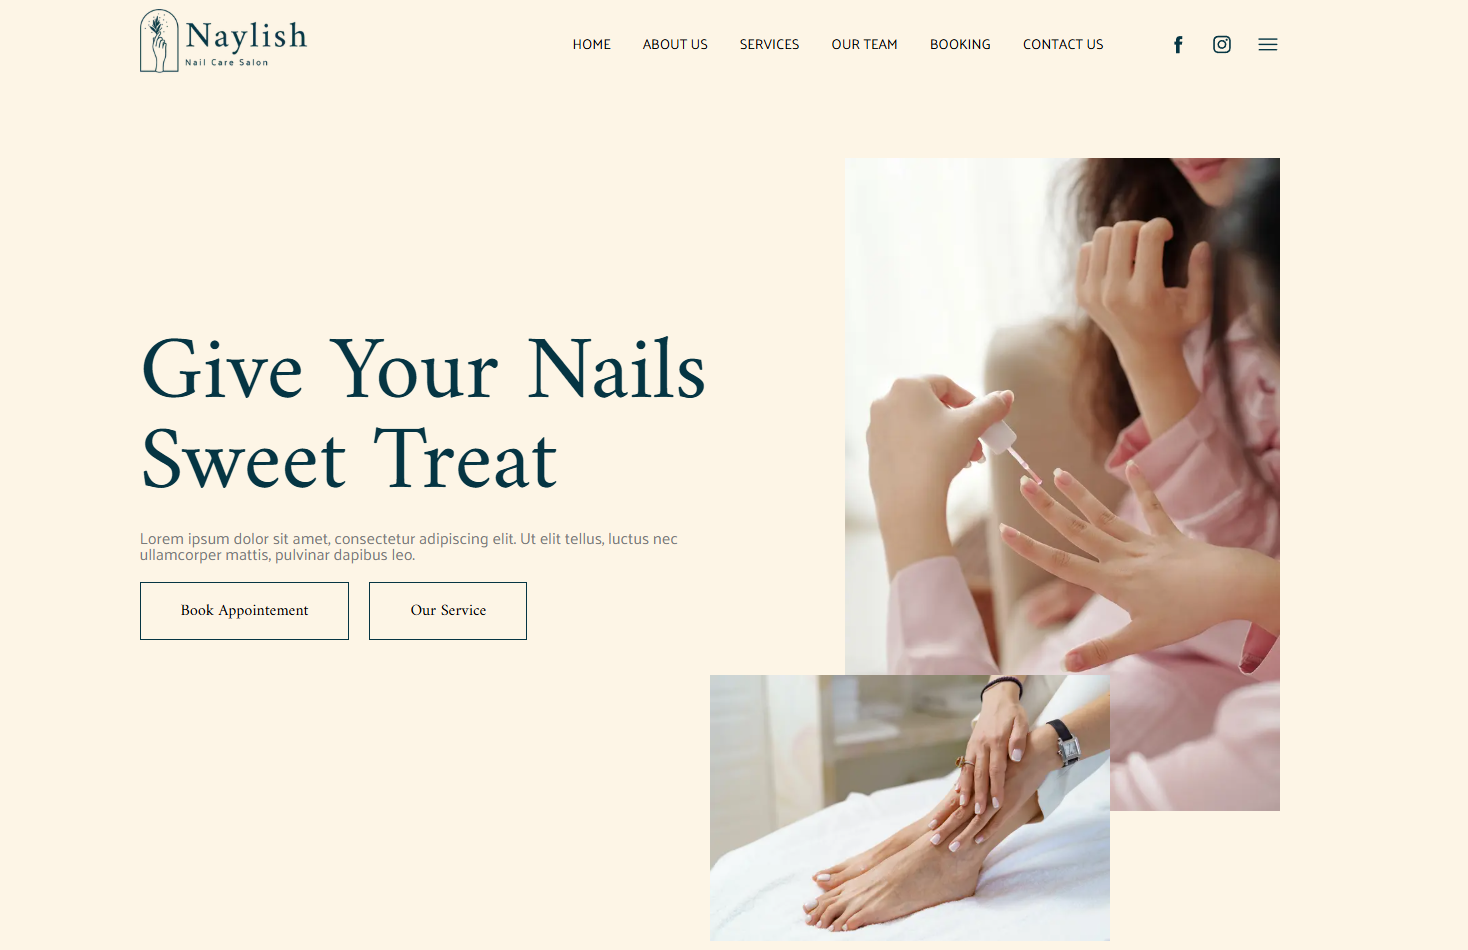 Naylish
Nail Care Salon
HOME ABOUT US SERVICES OUR TEAM BOOKING CONTACT US
Give Your Nails
Sweet Treat
Lorem ipsum dolor sit amet, consectetur adipiscing elit. Ut elit tellus, luctus nec
ullamcorper mattis, pulvinar dapibus leo.
Book Appointement Our Service